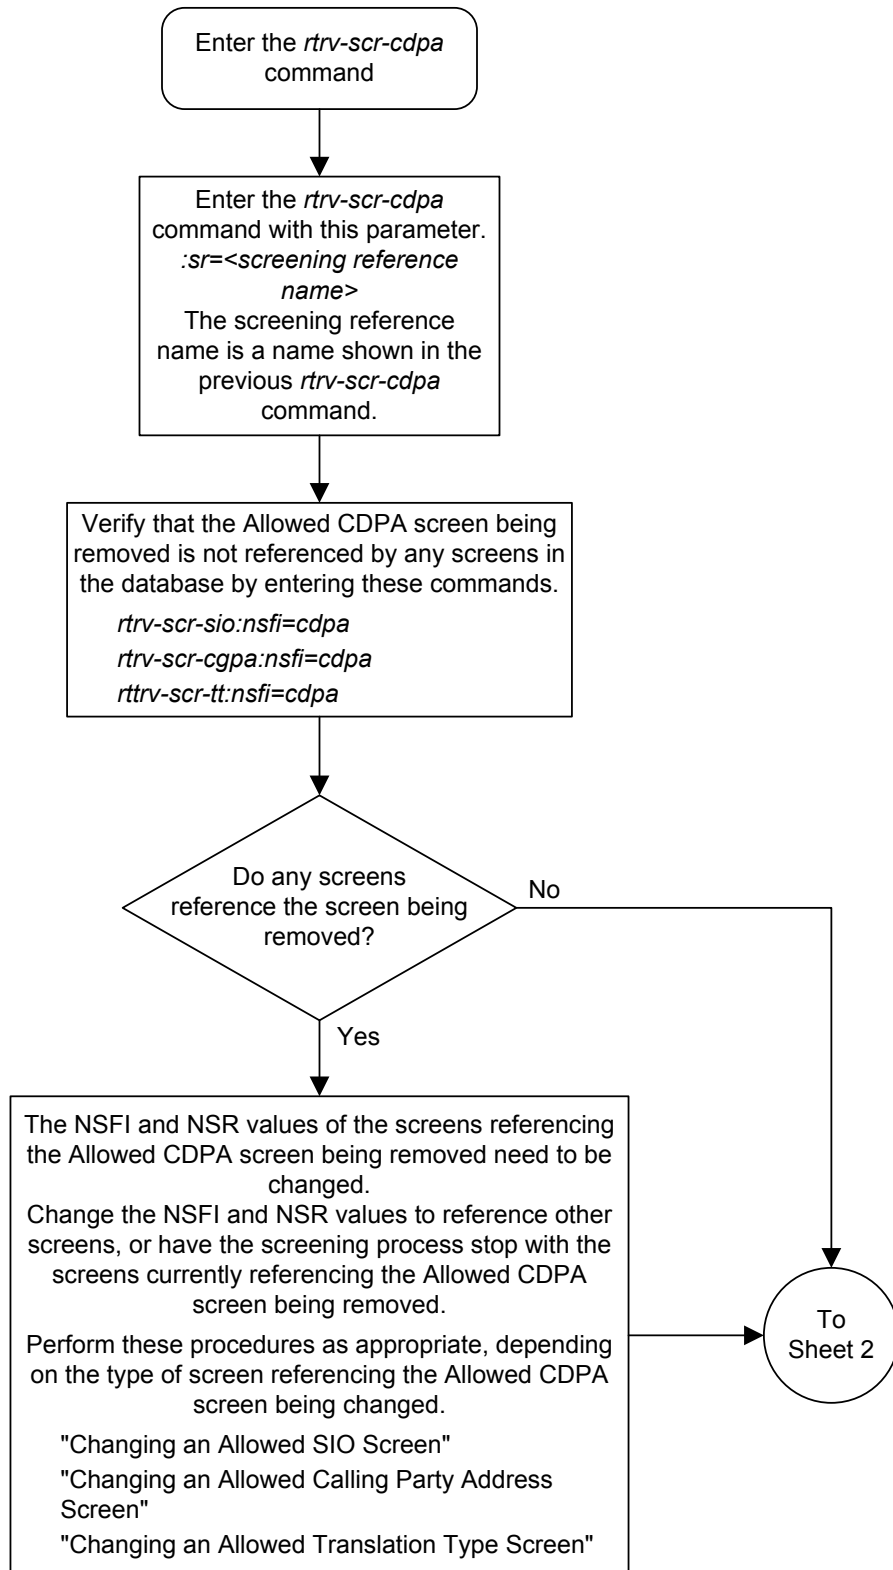 Enter the rtrv-scr-cdpa
command
Enter the rtrv-scr-cdpa
command with this parameter.
:sr=<screening reference
name>
The screening reference
name is a name shown in the
previous rtrv-scr-cdpa
command.
Verify that the Allowed CDPA screen being
removed is not referenced by any screens in
the database by entering these commands.
rtrv-scr-sio:nsfi=cdpa
rtrv-scr-cgpa:nsfi=cdpa
rttrv-scr-tt:nsfi=cdpa
Do any screens
reference the screen being
removed?
No
Yes
The NSFI and NSR values of the screens referencing
the Allowed CDPA screen being removed need to be
changed.
Change the NSFI and NSR values to reference other
screens, or have the screening process stop with the
screens currently referencing the Allowed CDPA
screen being removed.
Perform these procedures as appropriate, depending
on the type of screen referencing the Allowed CDPA
screen being changed.
"Changing an Allowed SIO Screen"
"Changing an Allowed Calling Party Address
Screen"
"Changing an Allowed Translation Type Screen"
To
Sheet 2